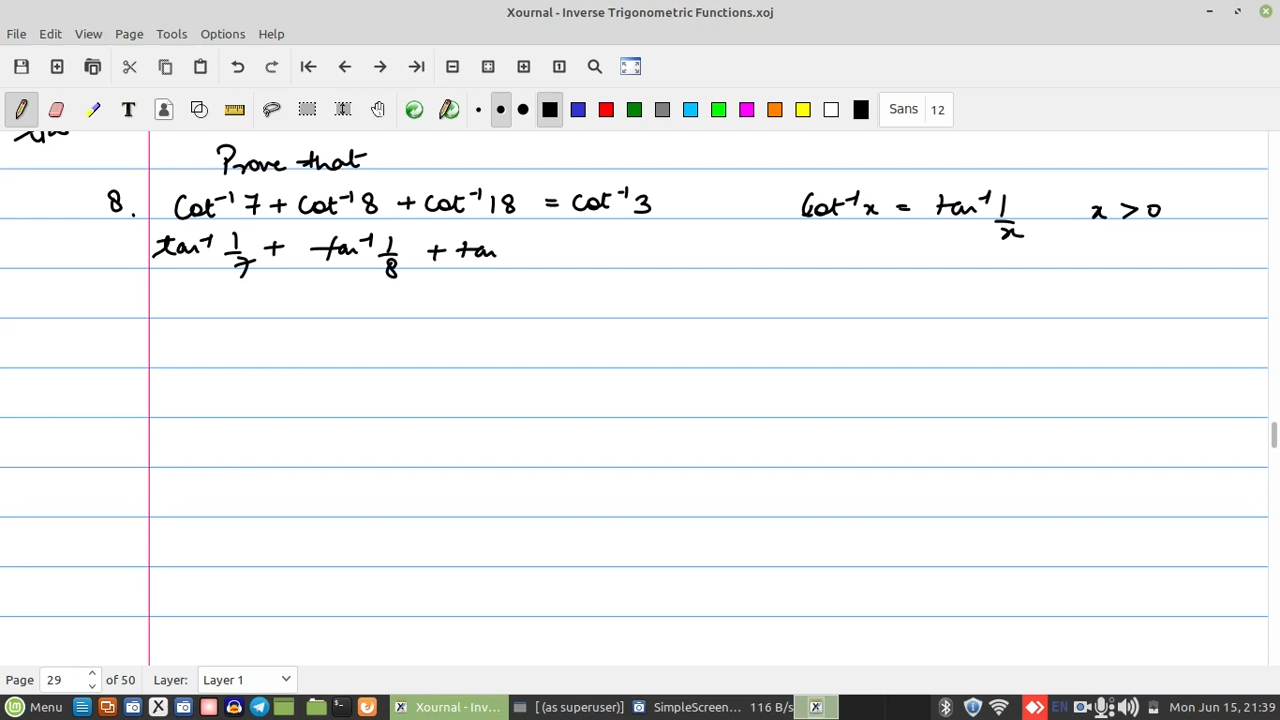 Xournal - Inverse Trigonometric Functions.xoj
File Edit View Page Tools Options Help
Sans 12
Prove that
8. Cot⁻¹ 7 + cot⁻¹ 8 + cot⁻¹ 18 = cot⁻¹ 3
Cot⁻¹ x = tan⁻¹ 1/x x > 0
tan⁻¹ 1/7 + tan⁻¹ 1/8 + tan
Page 29 of 50 Layer: Layer 1
Menu Xournal - Inv... [(as superuser)] SimpleScreen... 116 B/s EN Mon Jun 15, 21:39